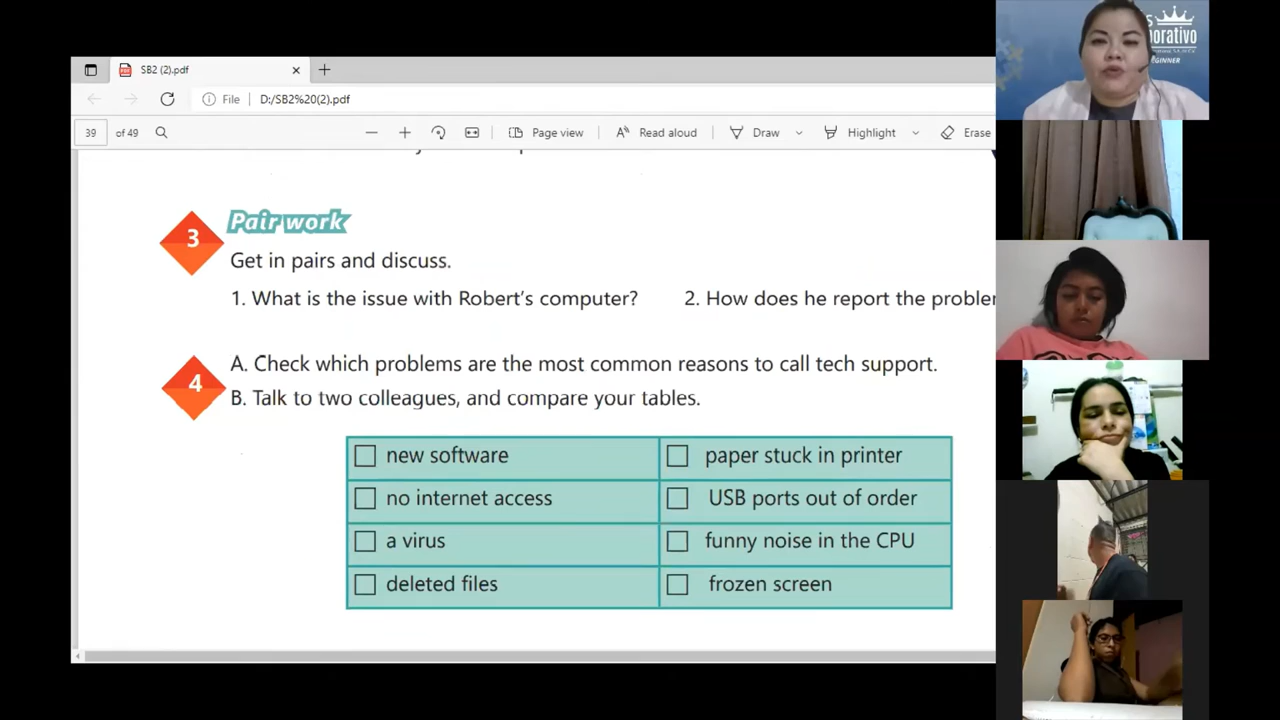 SB2 (2).pdf
File
D:/SB2%20(2).pdf
39 of 49
Page view
Read aloud
Draw
Highlight
Erase
3
Pair work
Get in pairs and discuss.
1. What is the issue with Robert's computer?
2. How does he report the
4
A. Check which problems are the most common reasons to call tech support.
B. Talk to two colleagues, and compare your tables.
new software
paper stuck in printer
no internet access
USB ports out of order
a virus
funny noise in the CPU
deleted files
frozen screen